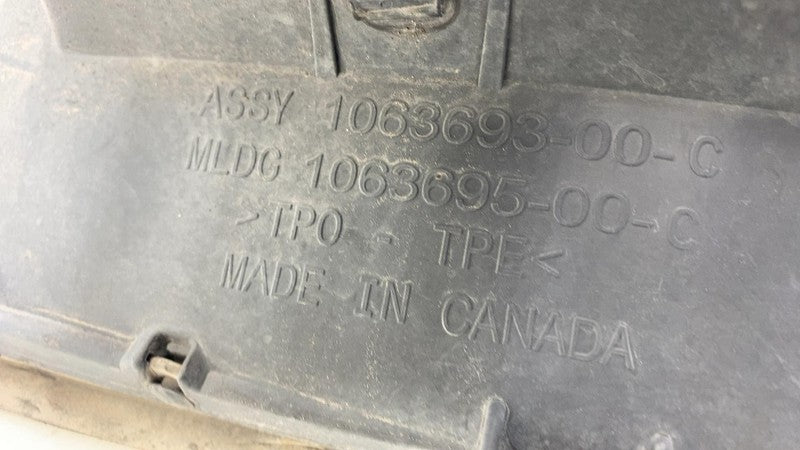 ASSY 1063693-00-C
MLDG 1063695-00-C
>TPO - TPE<
MADE IN CANADA